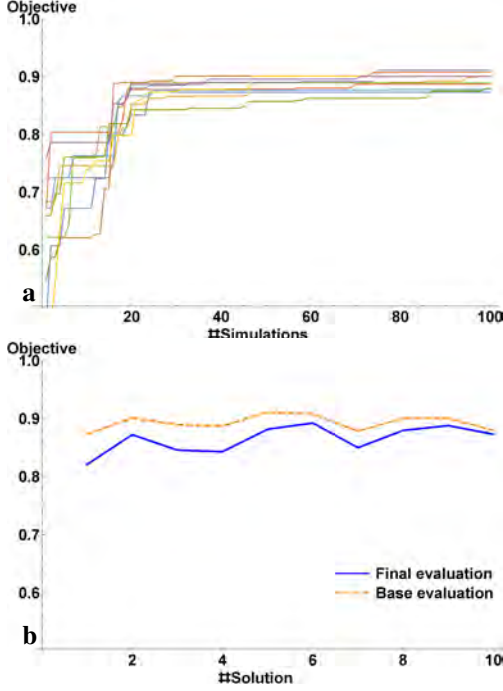 Objective
1.0
0.9
0.8
0.7
0.6
a
20 40 60 80 100
#Simulations
Objective
1.0
0.9
0.8
0.7
0.6
Final evaluation
Base evaluation
b
2 4 6 8 10
#Solution